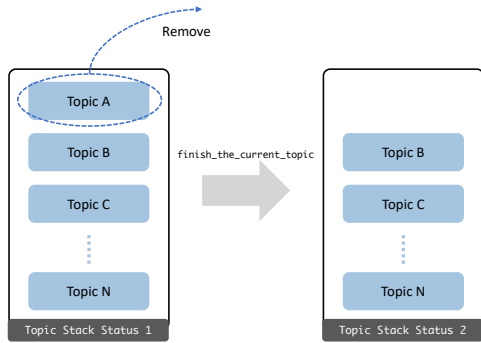 Remove
Topic A
Topic B
Topic C
Topic N
Topic Stack Status 1
finish_the_current_topic
Topic B
Topic C
Topic N
Topic Stack Status 2